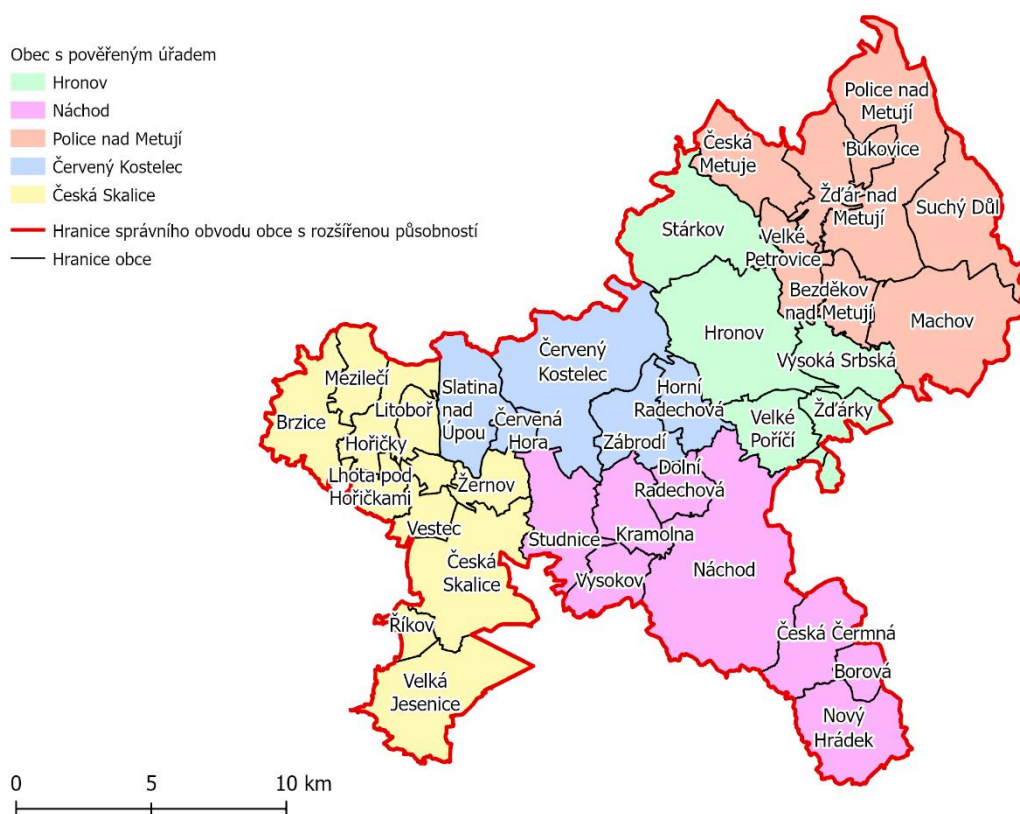 Obec s pověřeným úřadem
Hronov
Náchod
Police nad Metují
Červený Kostelec
Česká Skalice
Hranice správního obvodu obce s rozšířenou působností
Hranice obce
Police nad
Metují
Bukovice
Česká
Metuje
Žďár nad
Metují
Suchý Důl
Stárkov
Velké
Petrovice
Bezděkov
nad Metují
Machov
Hronov
Vysoká Srbská
Červený
Kostelec
Mezilečí
Slatina
nad
Úpou
Horní
Radechová
Žďárky
Litoboř
Brzice
Červená
Hora
Velké
Poříčí
Hořičky
Zábrodí
Lhota pod
Hořičkami
Žernov
Dolní
Radechová
Vestec
Studnice
Kramolna
Česká
Skalice
Vysokov
Náchod
Říkov
Česká Čermná
Borová
Velká
Jesenice
Nový
Hrádek
0 5 10 km